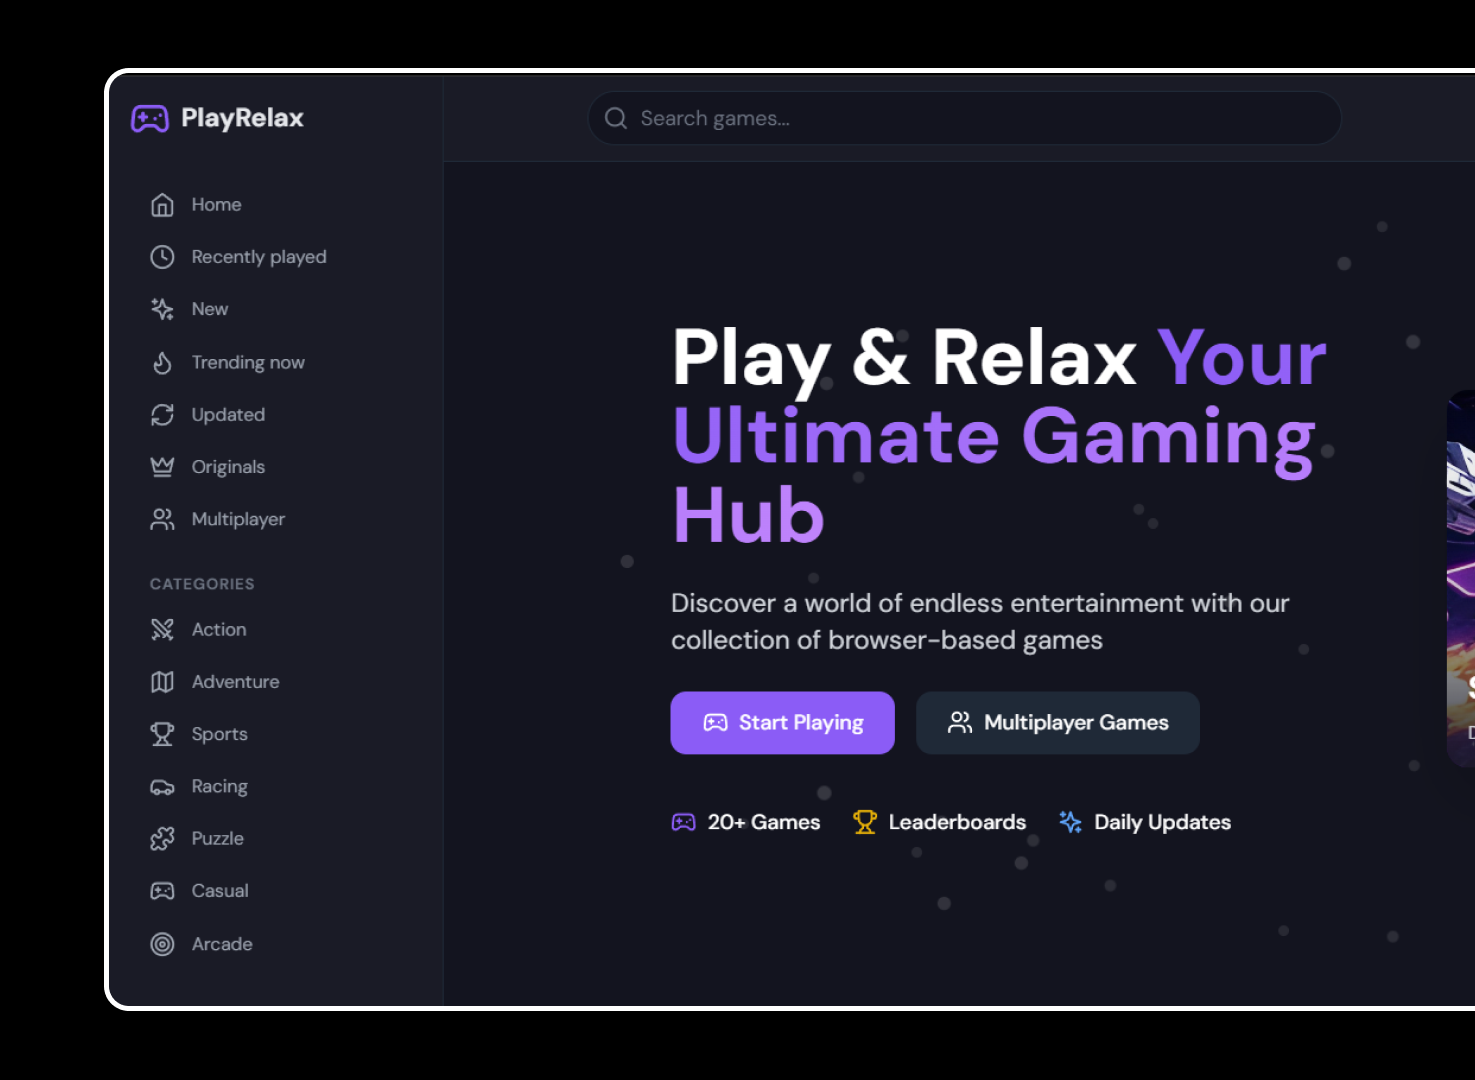 PlayRelax
Search games...
Home
Recently played
New
Trending now
Updated
Originals
Multiplayer
CATEGORIES
Action
Adventure
Sports
Racing
Puzzle
Casual
Arcade
Play & Relax Your
Ultimate Gaming
Hub
Discover a world of endless entertainment with our
collection of browser-based games
Start Playing
Multiplayer Games
20+ Games
Leaderboards
Daily Updates